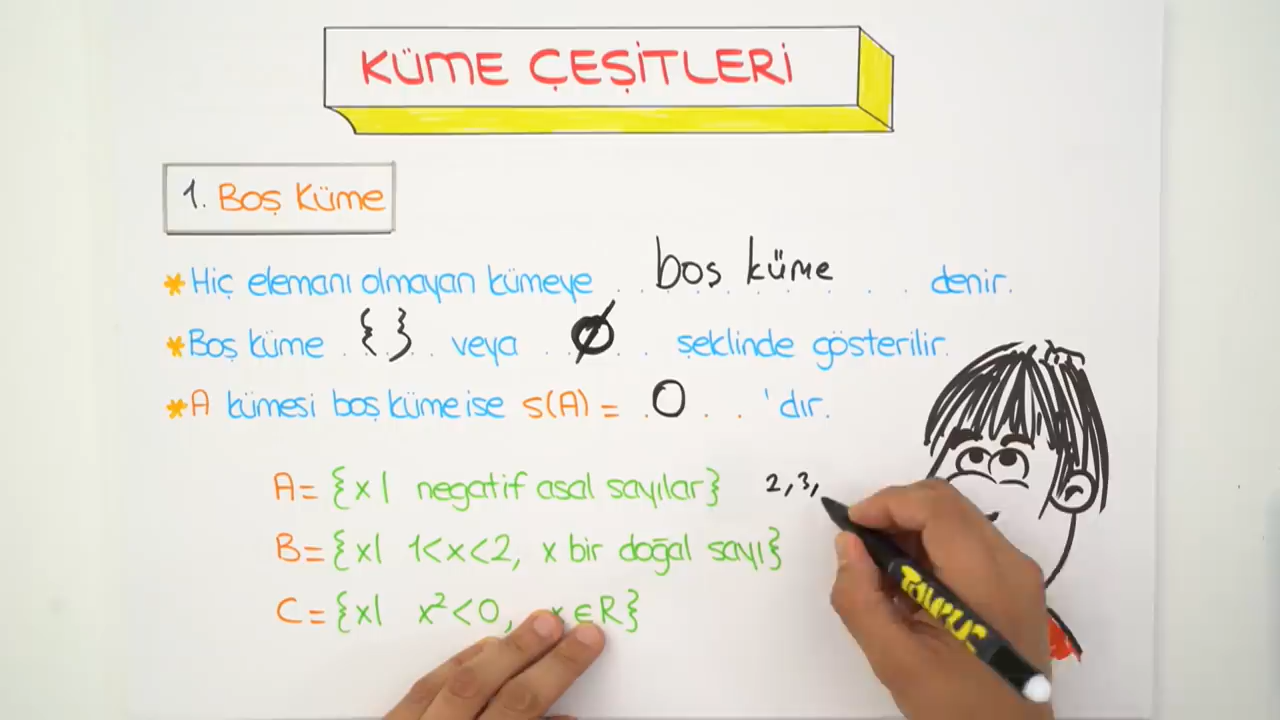 KÜME ÇEŞİTLERİ
1. Boş Küme
* Hiç elemanı olmayan kümeye . . boş küme . . denir.
* Boş küme . { } . . veya . . ∅ . . şeklinde gösterilir.
* A kümesi boş küme ise s(A) = . 0 . . 'dır.
A= {x| negatif asal sayılar} 2, 3,
B= {x| 1<x<2, x bir doğal sayı}
C= {x| x²<0, x∈R}